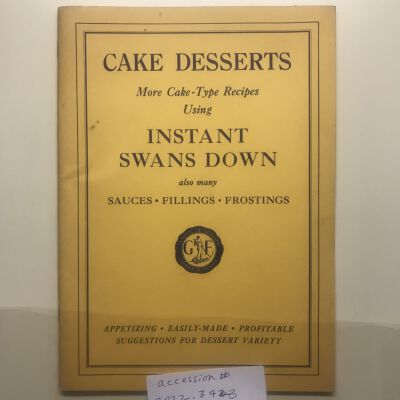 CAKE DESSERTS
More Cake-Type Recipes
Using
INSTANT
SWANS DOWN
also many
SAUCES • FILLINGS • FROSTINGS
G F
APPETIZING • EASILY-MADE • PROFITABLE
SUGGESTIONS FOR DESSERT VARIETY
accession #